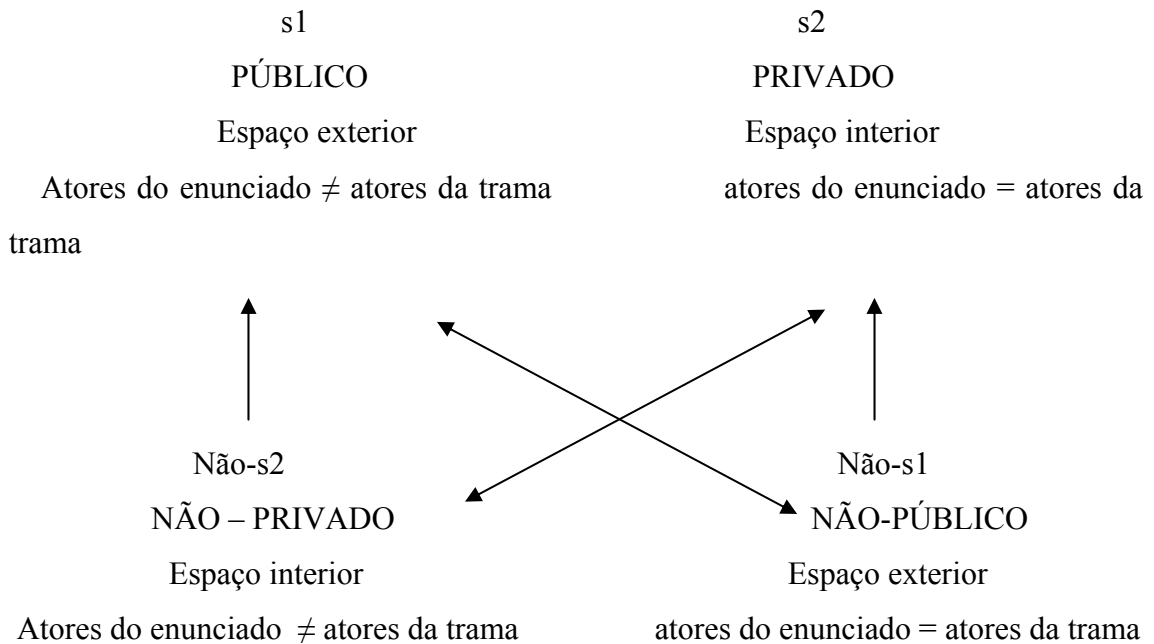 s1 s2
PÚBLICO PRIVADO
Espaço exterior Espaço interior
Atores do enunciado ≠ atores da trama atores do enunciado = atores da
trama
Não-s2 Não-s1
NÃO – PRIVADO NÃO-PÚBLICO
Espaço interior Espaço exterior
Atores do enunciado ≠ atores da trama atores do enunciado = atores da trama